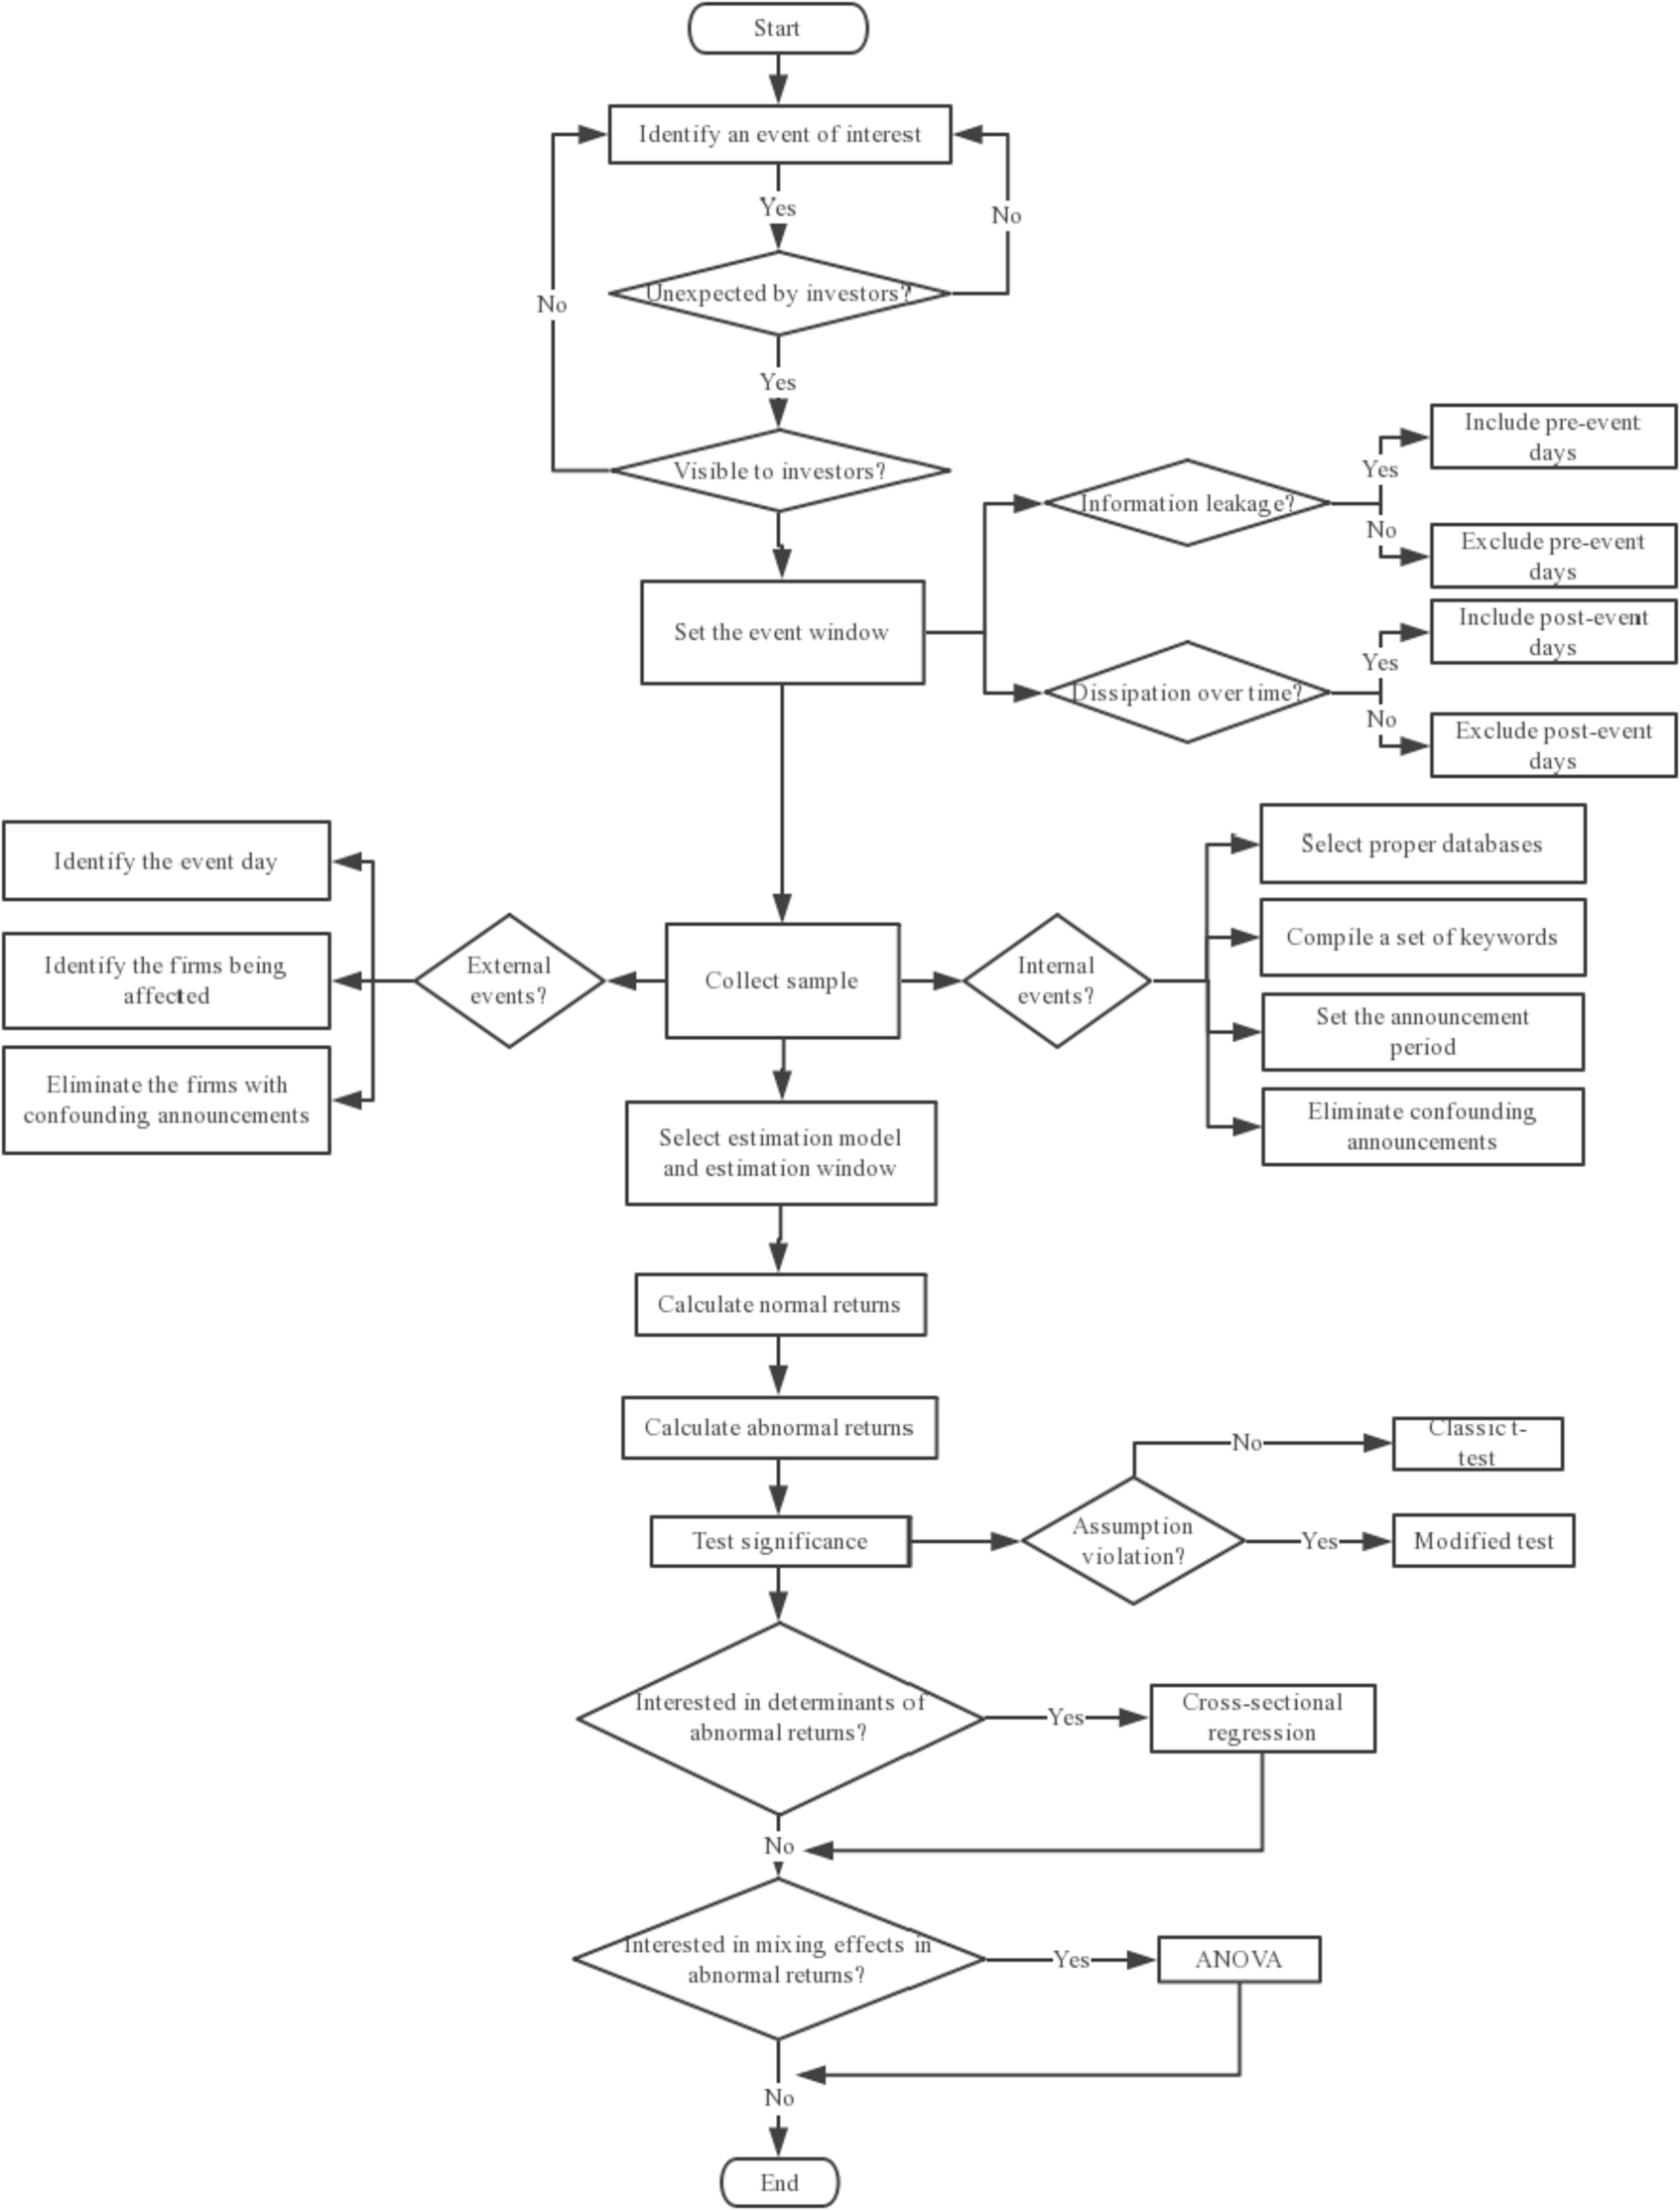 Start
Identify an event of interest
Yes
No
Unexpected by investors?
No
Yes
Visible to investors?
Include pre-event
days
Yes
Information leakage?
No
Exclude pre-event
days
Set the event window
Include post-event
days
Yes
Dissipation over time?
No
Exclude post-event
days
Identify the event day
Identify the firms being
affected
Eliminate the firms with
confounding announcements
External
events?
Collect sample
Internal
events?
Select proper databases
Compile a set of keywords
Set the announcement
period
Eliminate confounding
announcements
Select estimation model
and estimation window
Calculate normal returns
Calculate abnormal returns
No
Classic t-
test
Test significance
Assumption
violation?
Yes
Modified test
Interested in determinants of
abnormal returns?
Yes
Cross-sectional
regression
No
Interested in mixing effects in
abnormal returns?
Yes
ANOVA
No
End